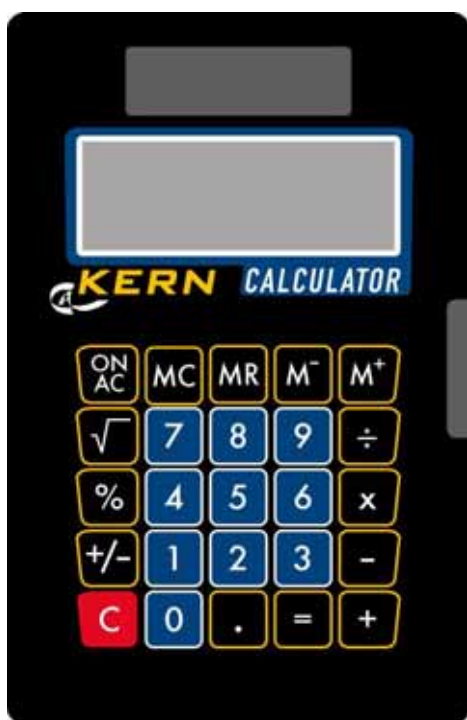 KERN CALCULATOR
ON AC MC MR M⁻ M⁺
√ 7 8 9 ÷
% 4 5 6 x
+/- 1 2 3 -
C 0 . = +